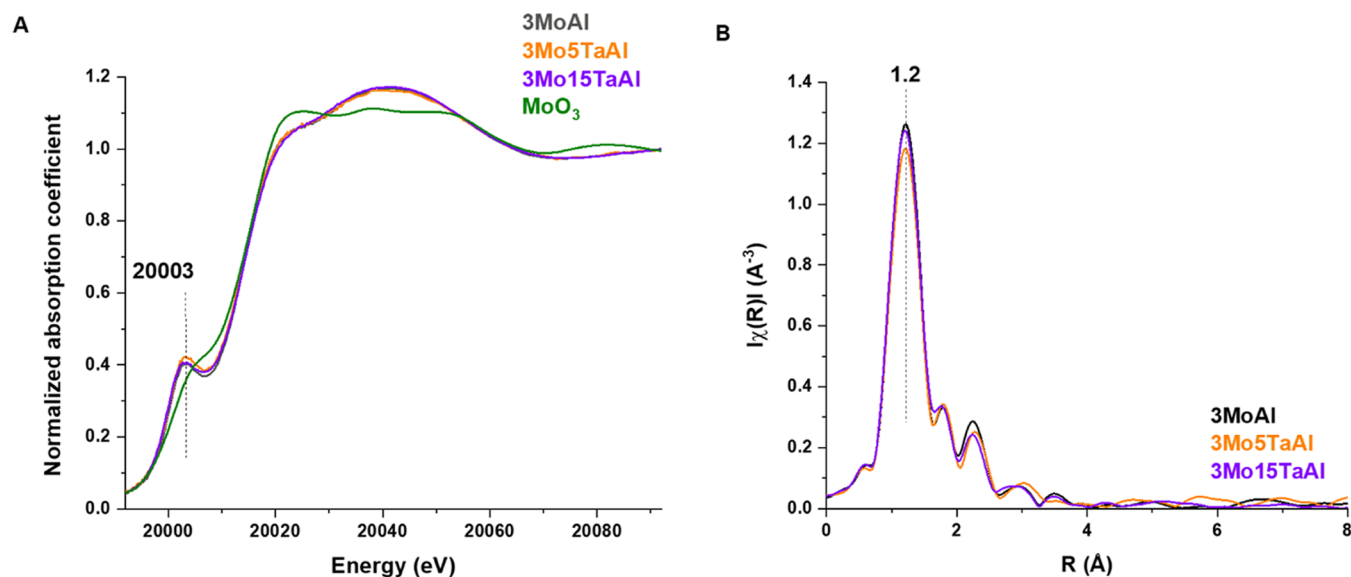 A
3MoAl
3Mo5TaAl
3Mo15TaAl
MoO₃
1.2
1.0
0.8
0.6
0.4
0.2
0.0
20003
20000
20020
20040
20060
20080
Energy (eV)
Normalized absorption coefficient
B
1.2
1.4
1.2
1.0
0.8
0.6
0.4
0.2
0.0
3MoAl
3Mo5TaAl
3Mo15TaAl
0
2
4
6
8
R (Å)
Iχ(R)I (A⁻³)